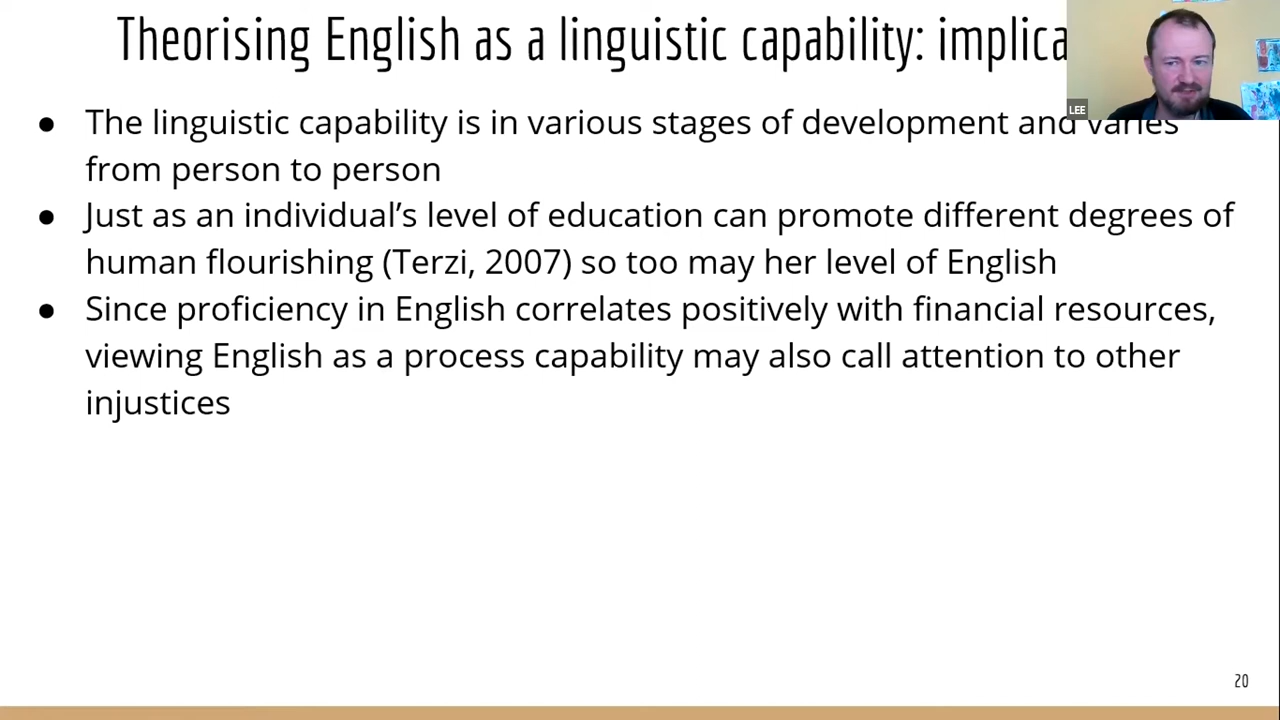 Theorising English as a linguistic capability: implica
LEE
● The linguistic capability is in various stages of development and varies
from person to person
● Just as an individual’s level of education can promote different degrees of
human flourishing (Terzi, 2007) so too may her level of English
● Since proficiency in English correlates positively with financial resources,
viewing English as a process capability may also call attention to other
injustices
20